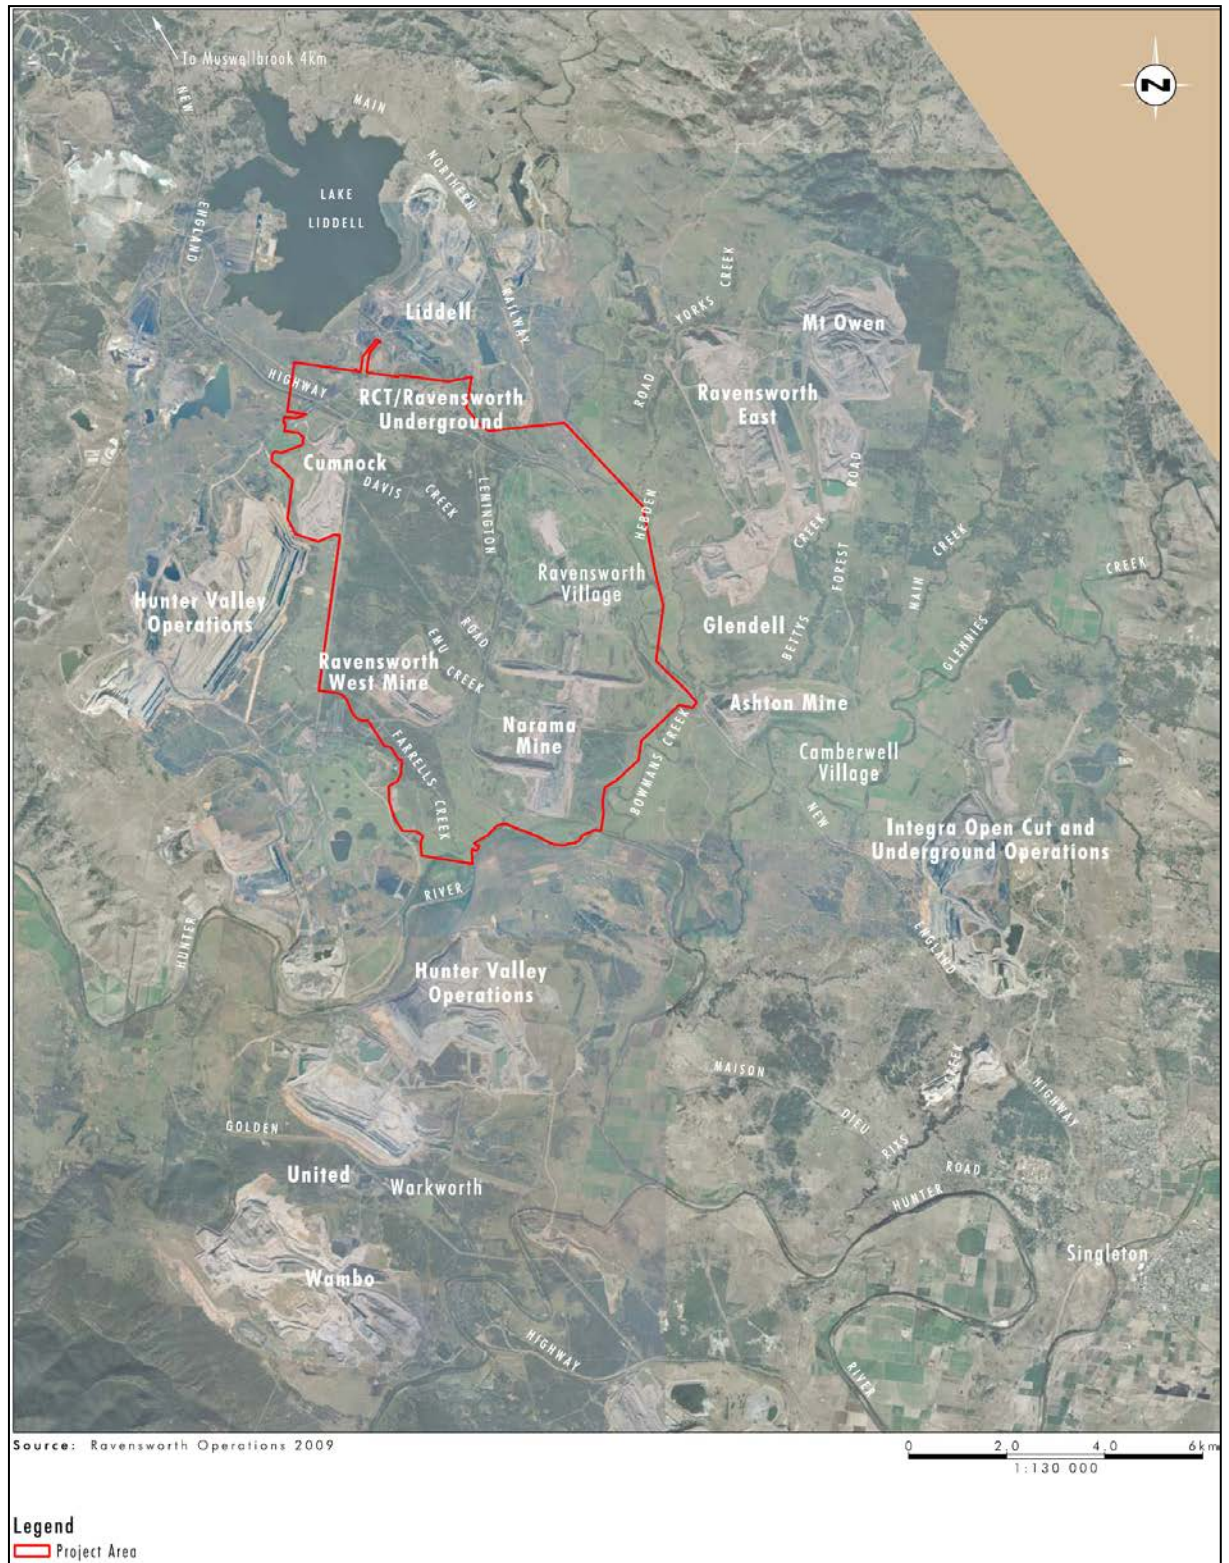 To Muswellbrook 4km
NEW
MAIN
N
LAKE
LIDDELL
NORTHERN
ENGLAND
YORKS CREEK
RAILWAY
Liddell
Mt Owen
HIGHWAY
RCT/Ravensworth
Underground
ROAD
Ravensworth
East
Cumnock
DAVIS CREEK
LENINGTON
ROAD
HEBDEN
CREEK
CREEK
CREEK
Ravensworth
Village
FOREST
MAIN
Hunter Valley
Operations
Glendell
BETTYS
GLENNIES
ROAD
EMU CREEK
Ravensworth
West Mine
Narama
Mine
Ashton Mine
FARRELLS CREEK
BOWMANS CREEK
Camberwell
Village
NEW
Integra Open Cut and
Underground Operations
RIVER
HUNTER
ENGLAND
Hunter Valley
Operations
MAISON
CREEK
HIGHWAY
DIEU
GOLDEN
RIXS
ROAD
United
Warkworth
HUNTER
Singleton
Wambo
HIGHWAY
RIVER
Source: Ravensworth Operations 2009
0 2.0 4.0 6km
1:130 000
Legend
Project Area